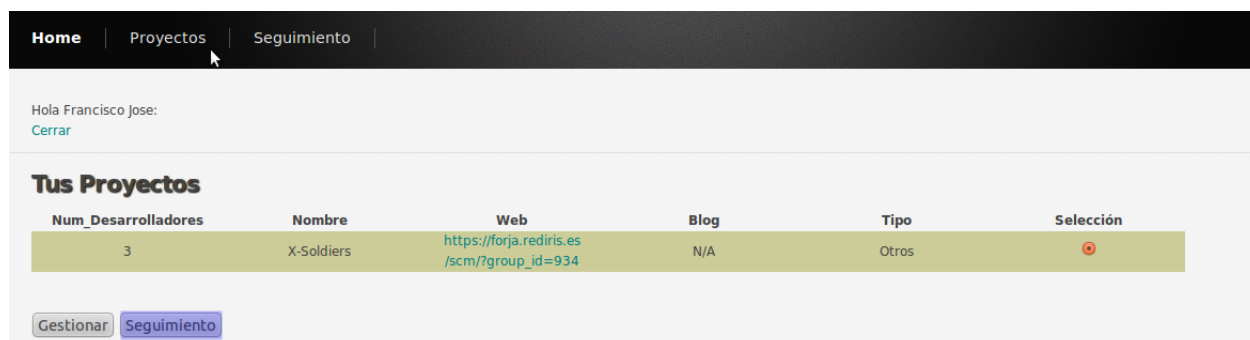 Home Proyectos Seguimiento
Hola Francisco Jose:
Cerrar
Tus Proyectos
Num_Desarrolladores Nombre Web Blog Tipo Selección
3 X-Soldiers https://forja.rediris.es N/A Otros
/scm/?group_id=934
Gestionar Seguimiento